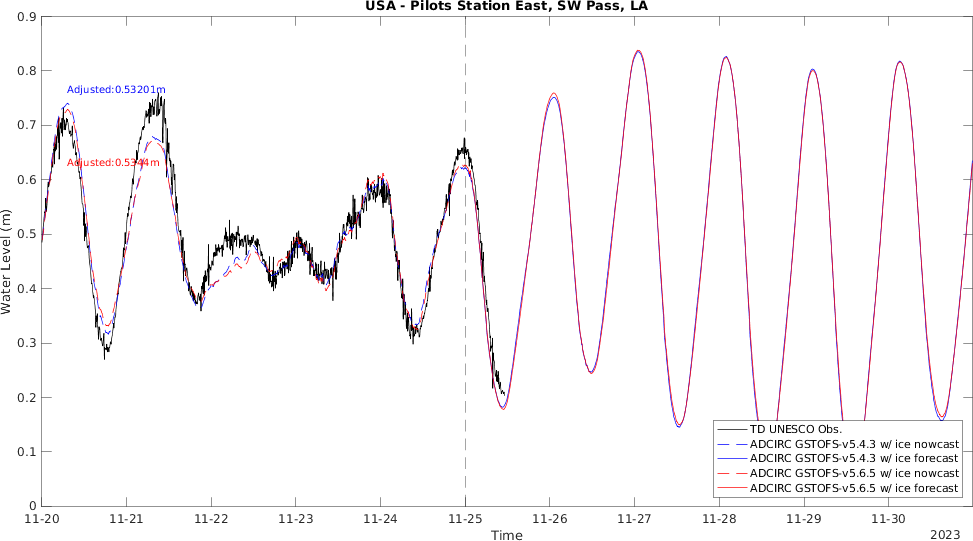 USA - Pilots Station East, SW Pass, LA
Water Level (m)
0.9
0.8
0.7
0.6
0.5
0.4
0.3
0.2
0.1
0
Adjusted:0.53201m
Adjusted:0.5344m
TD UNESCO Obs.
ADCIRC GSTOFS-v5.4.3 w/ ice nowcast
ADCIRC GSTOFS-v5.4.3 w/ ice forecast
ADCIRC GSTOFS-v5.6.5 w/ ice nowcast
ADCIRC GSTOFS-v5.6.5 w/ ice forecast
11-20 11-21 11-22 11-23 11-24 11-25 11-26 11-27 11-28 11-29 11-30
Time
2023